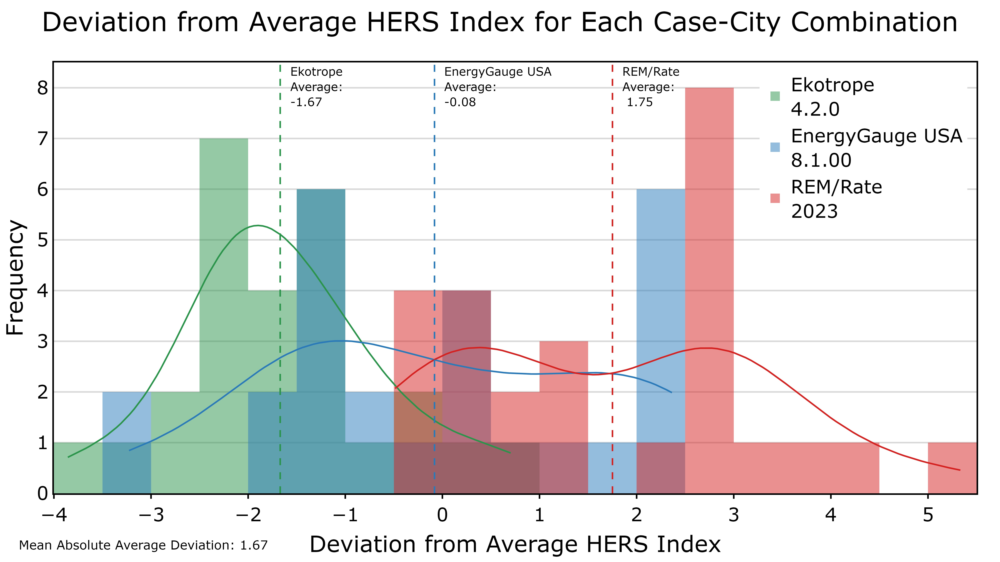 Deviation from Average HERS Index for Each Case-City Combination
Ekotrope
Average:
-1.67
EnergyGauge USA
Average:
-0.08
REM/Rate
Average:
1.75
Ekotrope
4.2.0
EnergyGauge USA
8.1.00
REM/Rate
2023
Frequency
8
7
6
5
4
3
2
1
0
−4
−3
−2
−1
0
1
2
3
4
5
Deviation from Average HERS Index
Mean Absolute Average Deviation: 1.67